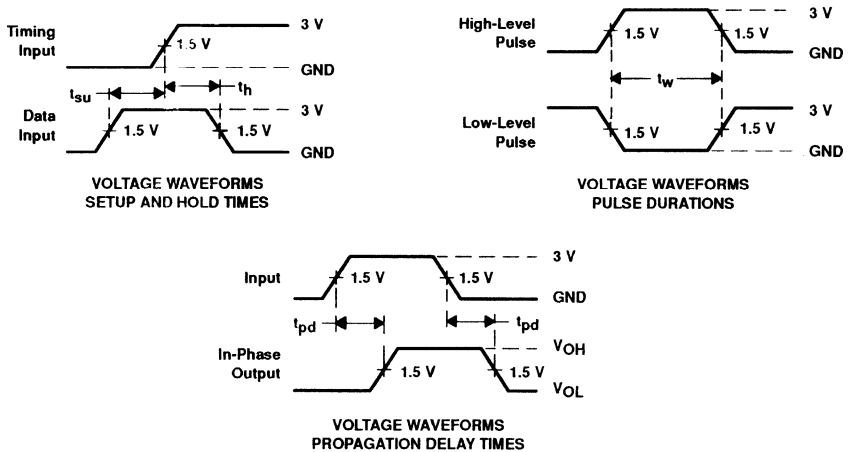 Timing
Input
1.5 V
3 V
GND
tsu
th
Data
Input
1.5 V
1.5 V
3 V
GND
VOLTAGE WAVEFORMS
SETUP AND HOLD TIMES
High-Level
Pulse
1.5 V
1.5 V
3 V
GND
tw
Low-Level
Pulse
1.5 V
1.5 V
3 V
GND
VOLTAGE WAVEFORMS
PULSE DURATIONS
Input
1.5 V
1.5 V
3 V
GND
tpd
tpd
In-Phase
Output
1.5 V
1.5 V
VOH
VOL
VOLTAGE WAVEFORMS
PROPAGATION DELAY TIMES